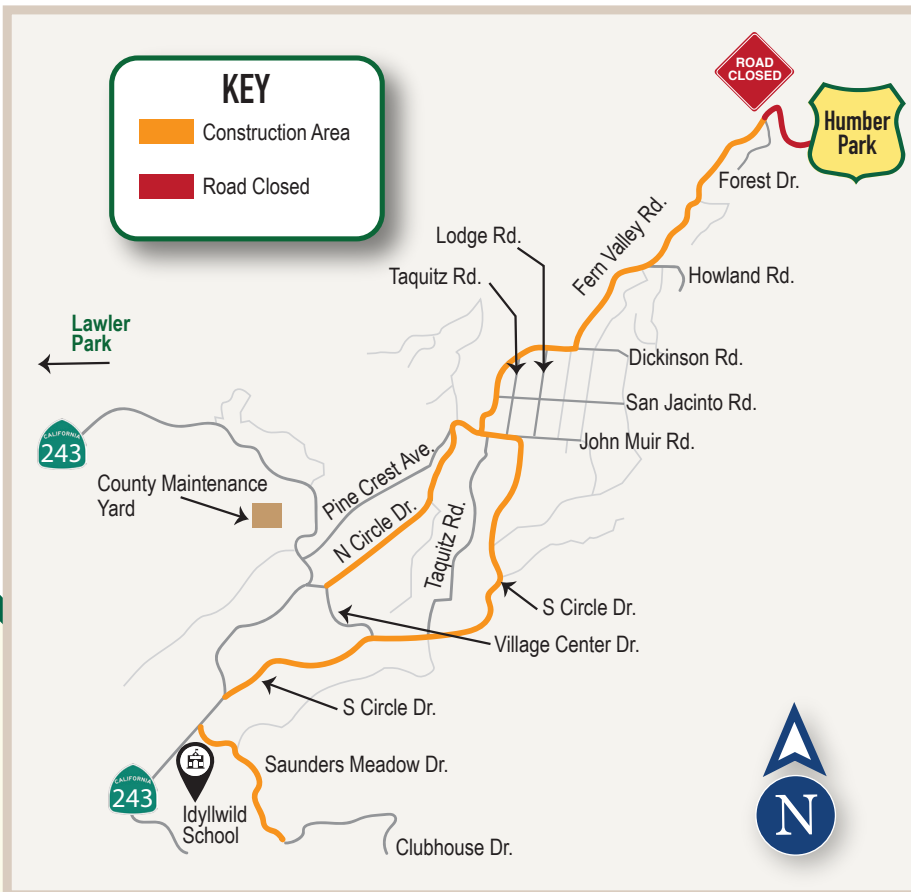 KEY
Construction Area
Road Closed
ROAD
CLOSED
Humber
Park
Forest Dr.
Fern Valley Rd.
Lodge Rd.
Taquitz Rd.
Howland Rd.
Lawler
Park
Dickinson Rd.
San Jacinto Rd.
John Muir Rd.
CALIFORNIA
243
County Maintenance
Yard
Pine Crest Ave.
N Circle Dr.
Taquitz Rd.
S Circle Dr.
Village Center Dr.
S Circle Dr.
Saunders Meadow Dr.
CALIFORNIA
243
Idyllwild
School
Clubhouse Dr.
N